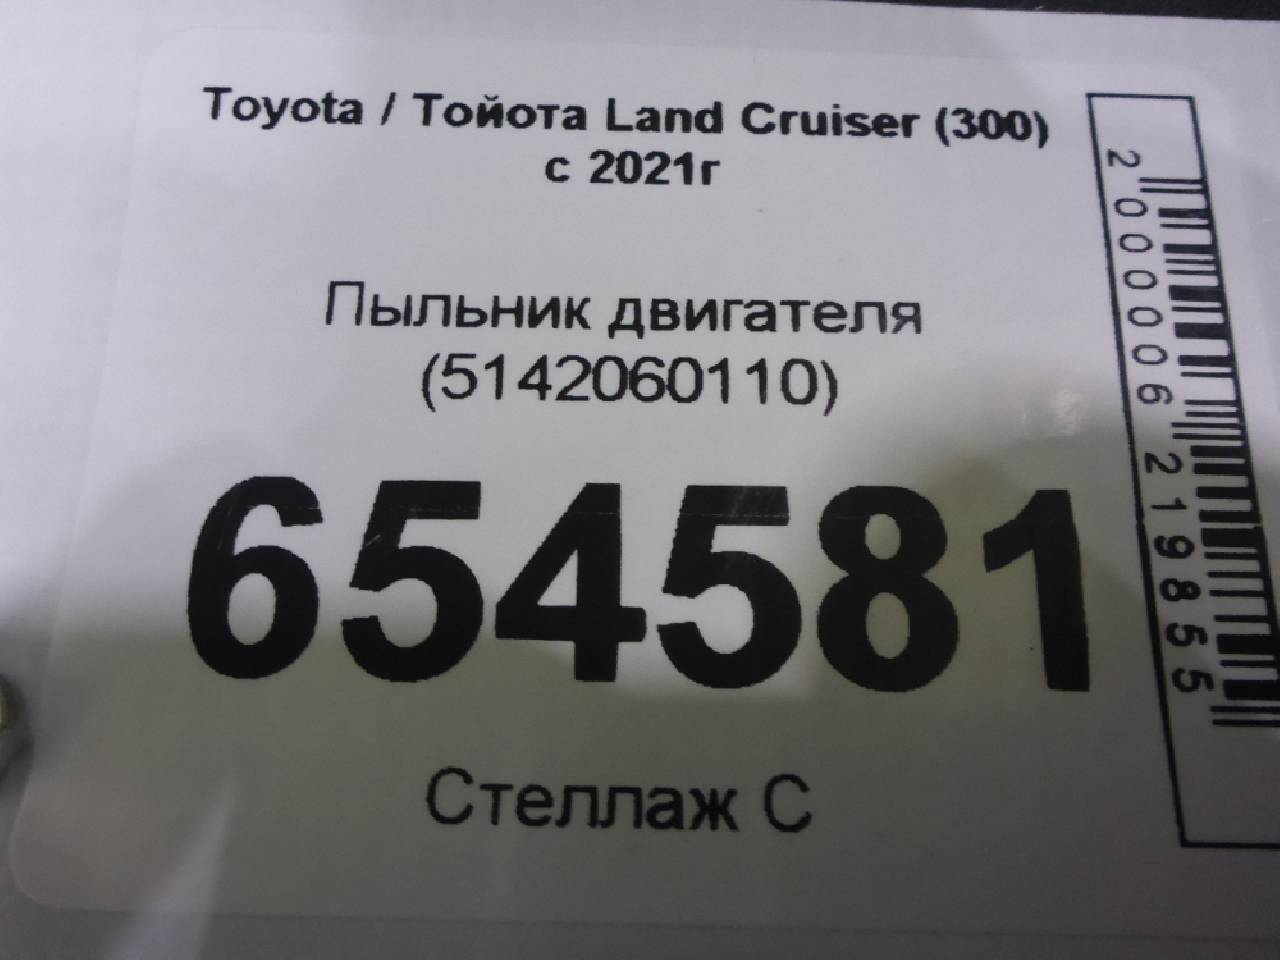 Toyota / Тойота Land Cruiser (300)
с 2021г
Пыльник двигателя
(5142060110)
654581
Стеллаж С
2000006219855